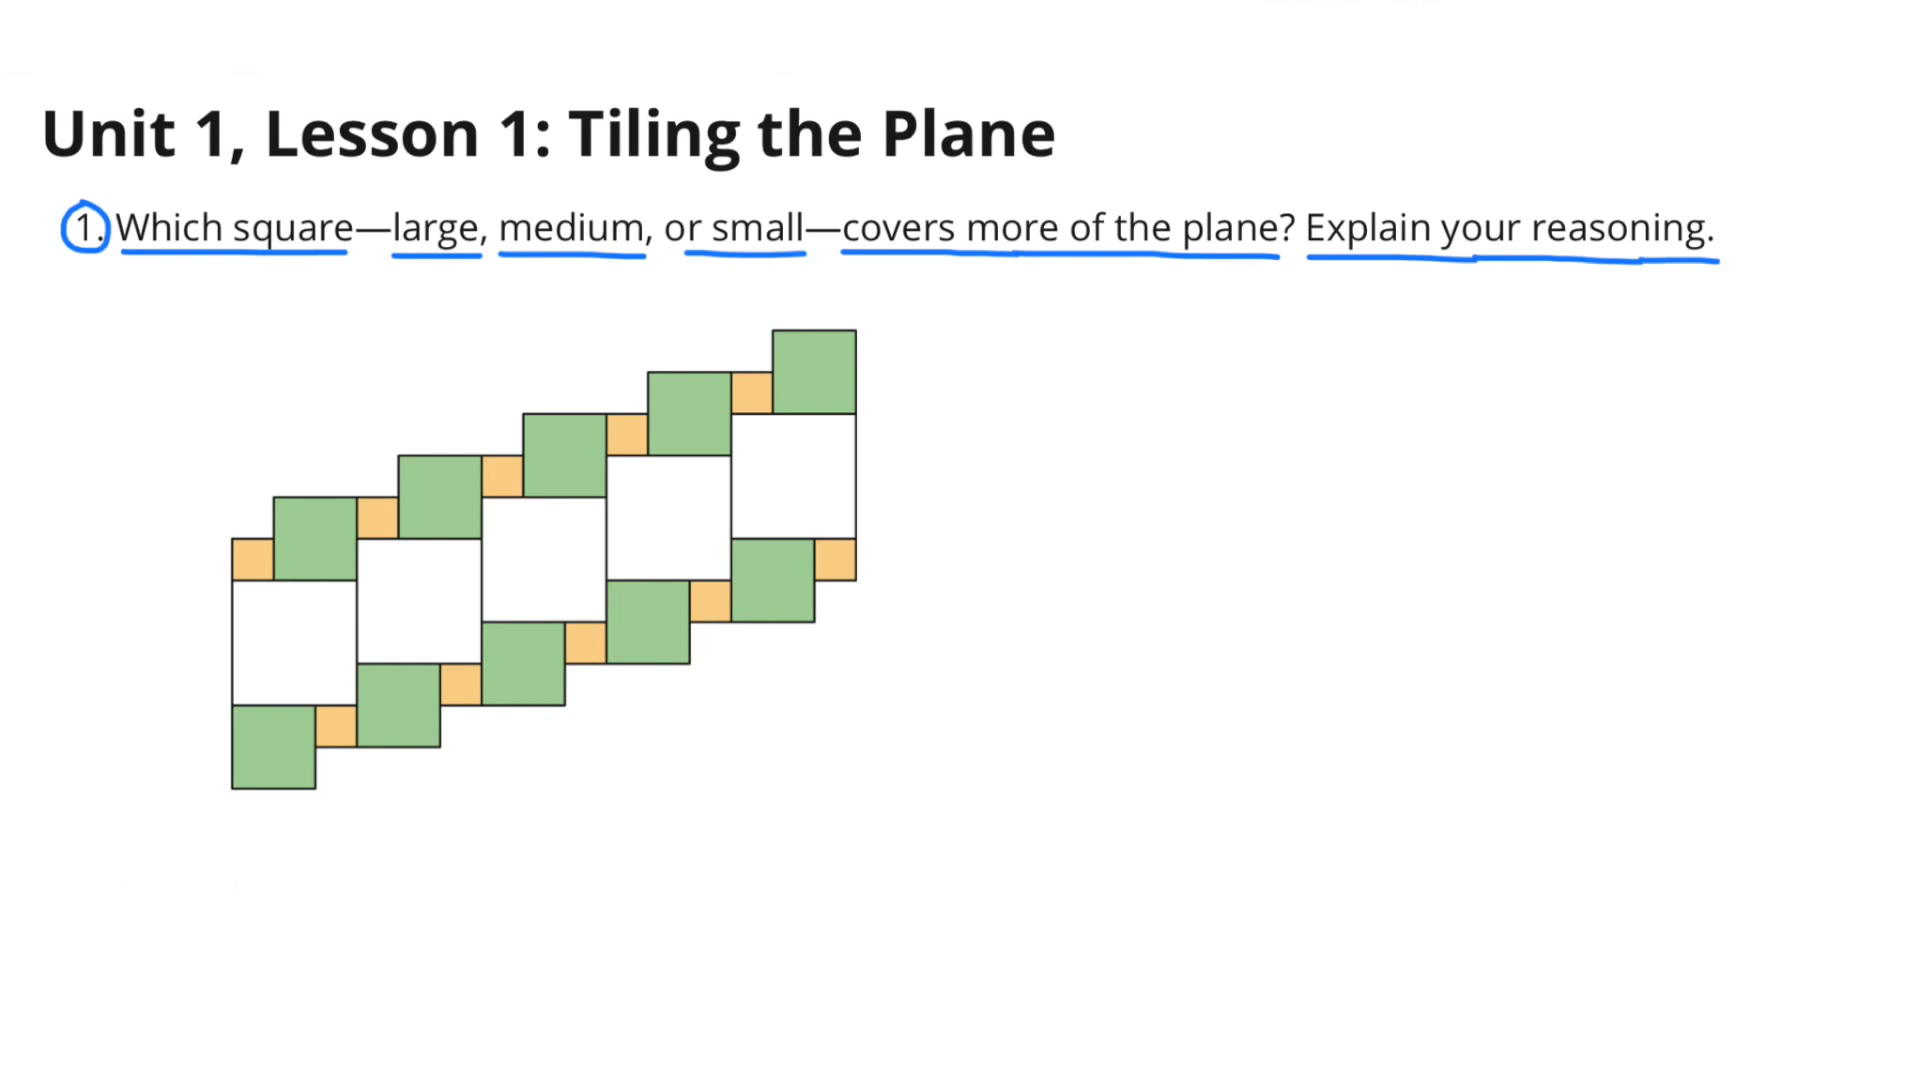 Unit 1, Lesson 1: Tiling the Plane
1. Which square—large, medium, or small—covers more of the plane? Explain your reasoning.